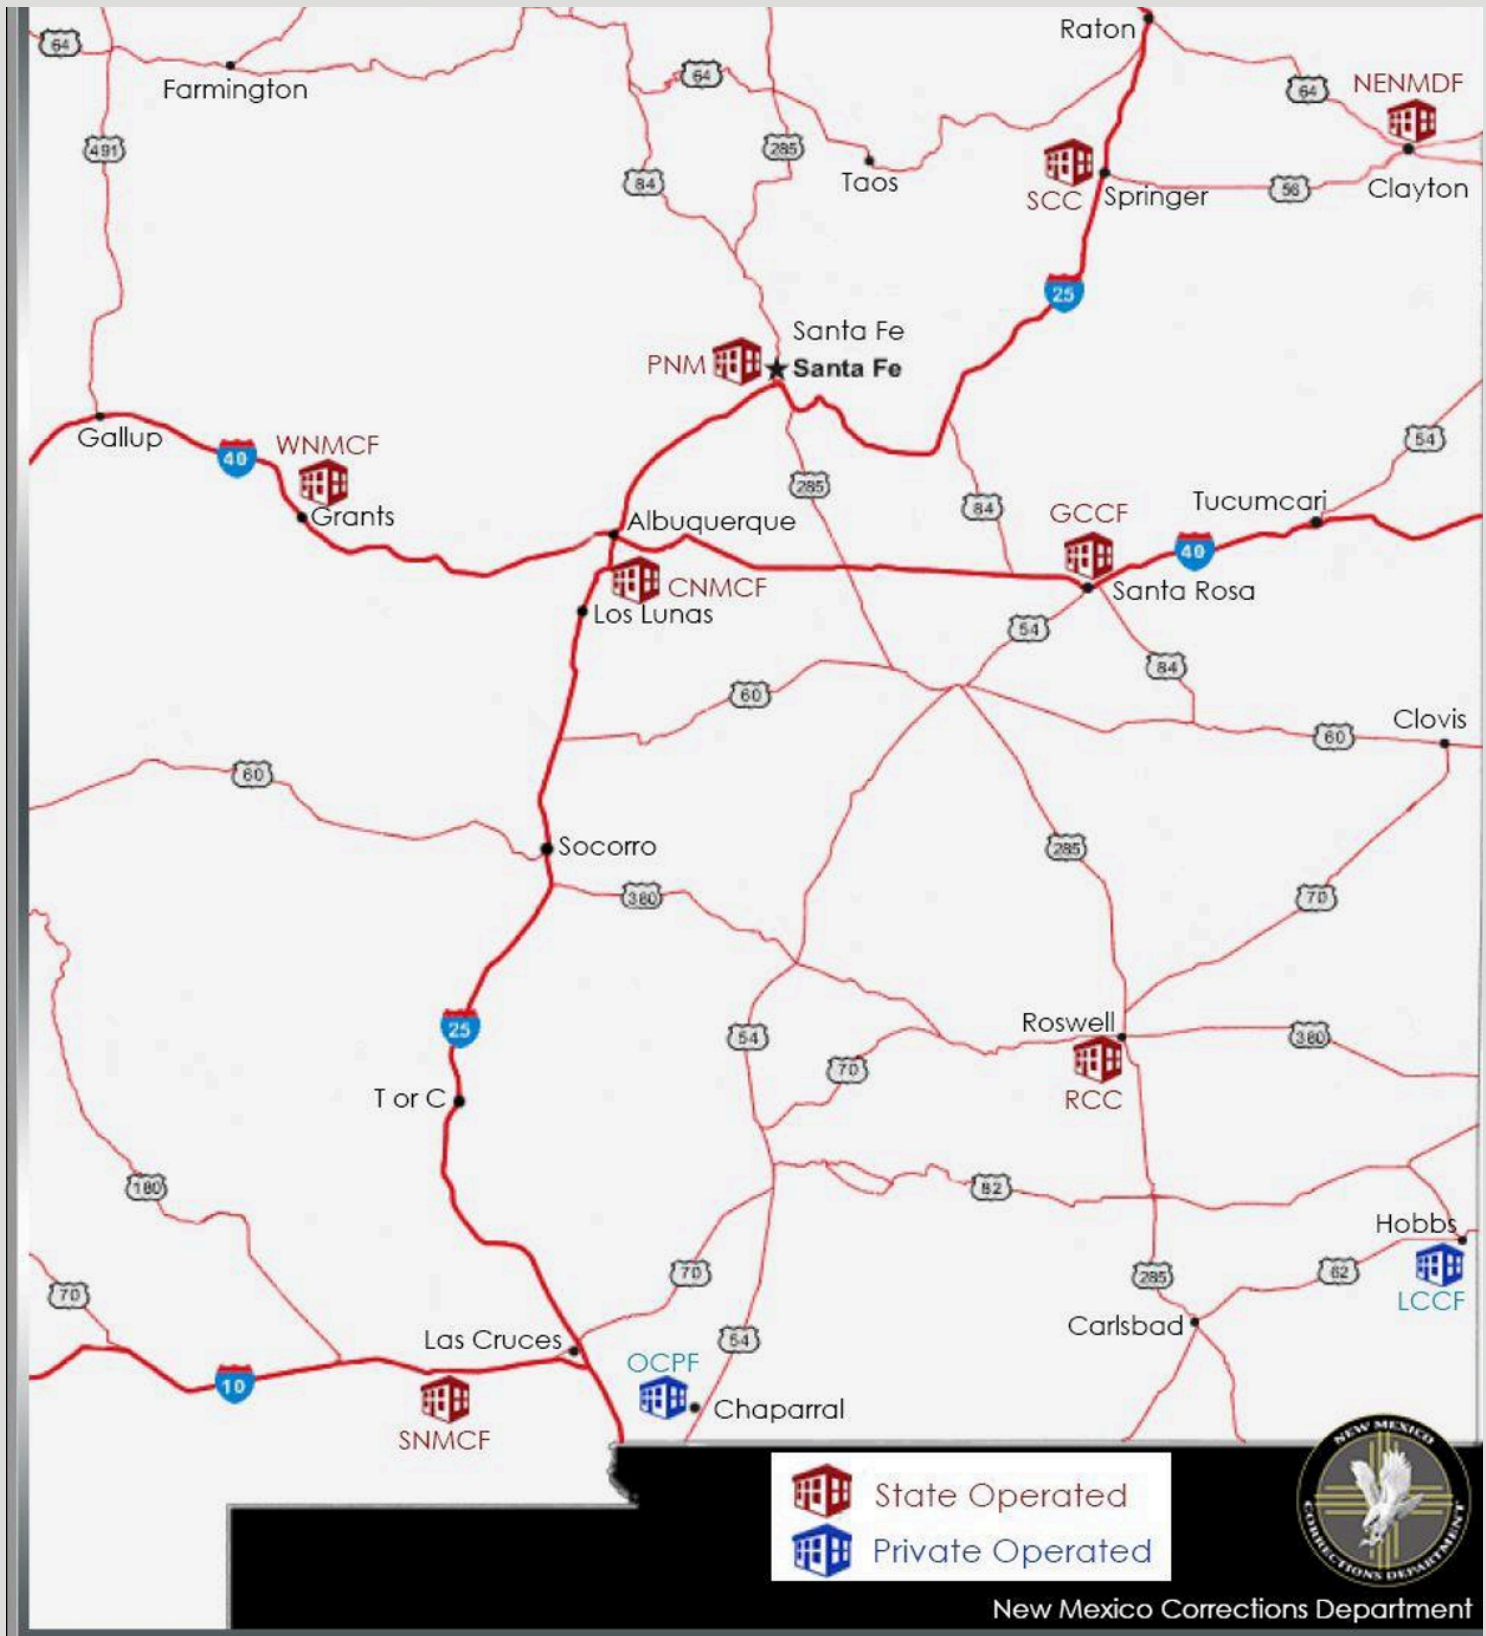 Raton
64
NENMDF
64
Farmington
64
491
285
84
Taos
SCC
Springer
56
Clayton
25
Santa Fe
PNM
Santa Fe
Gallup
40
WNMCF
54
285
84
GCCF
Tucumcari
Grants
Albuquerque
40
CNMCF
Santa Rosa
Los Lunas
54
84
60
Clovis
60
60
Socorro
285
380
70
25
Roswell
54
380
70
T or C
RCC
180
82
Hobbs
70
285
62
70
LCCF
Las Cruces
54
Carlsbad
OCPF
10
Chaparral
SNMCF
NEW MEXICO
CORRECTIONS DEPARTMENT
State Operated
Private Operated
New Mexico Corrections Department